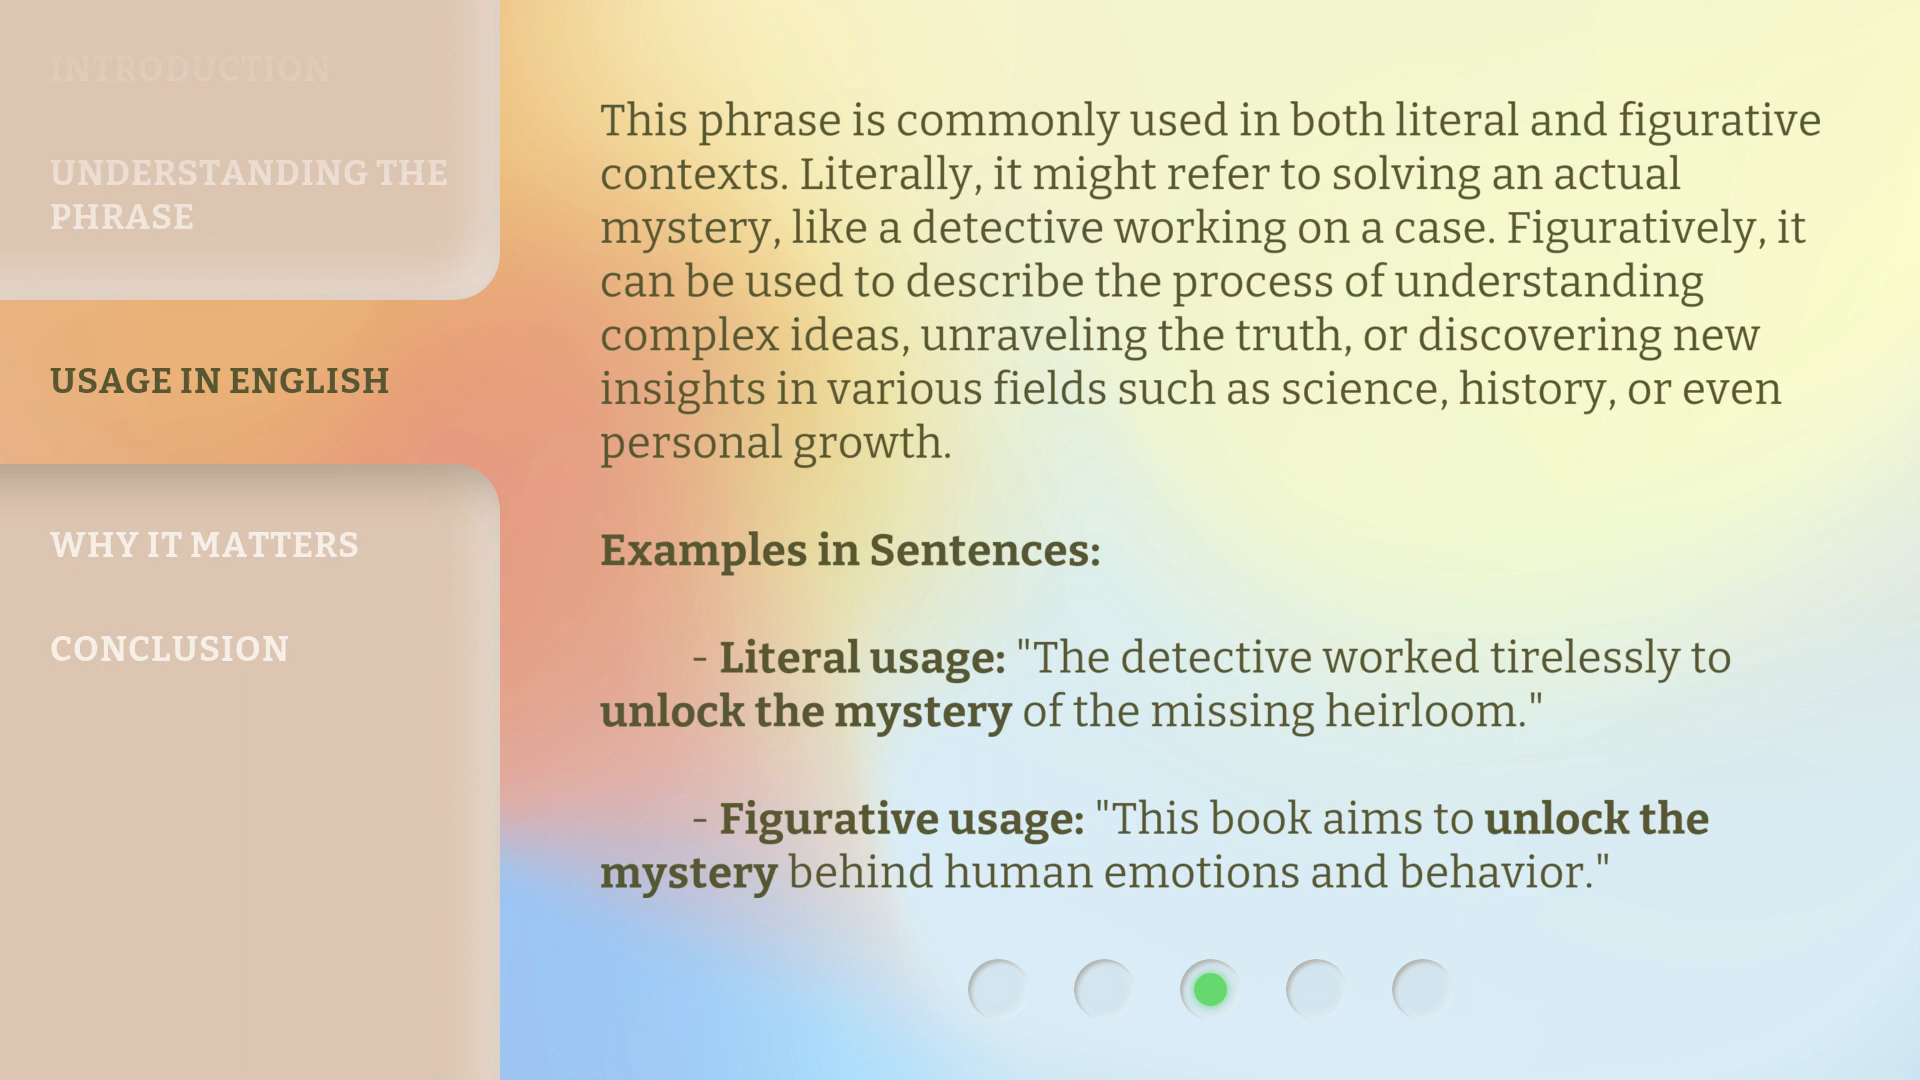 INTRODUCTION
UNDERSTANDING THE
PHRASE
USAGE IN ENGLISH
WHY IT MATTERS
CONCLUSION
This phrase is commonly used in both literal and figurative
contexts. Literally, it might refer to solving an actual
mystery, like a detective working on a case. Figuratively, it
can be used to describe the process of understanding
complex ideas, unraveling the truth, or discovering new
insights in various fields such as science, history, or even
personal growth.
Examples in Sentences:
- Literal usage: "The detective worked tirelessly to
unlock the mystery of the missing heirloom."
- Figurative usage: "This book aims to unlock the
mystery behind human emotions and behavior."